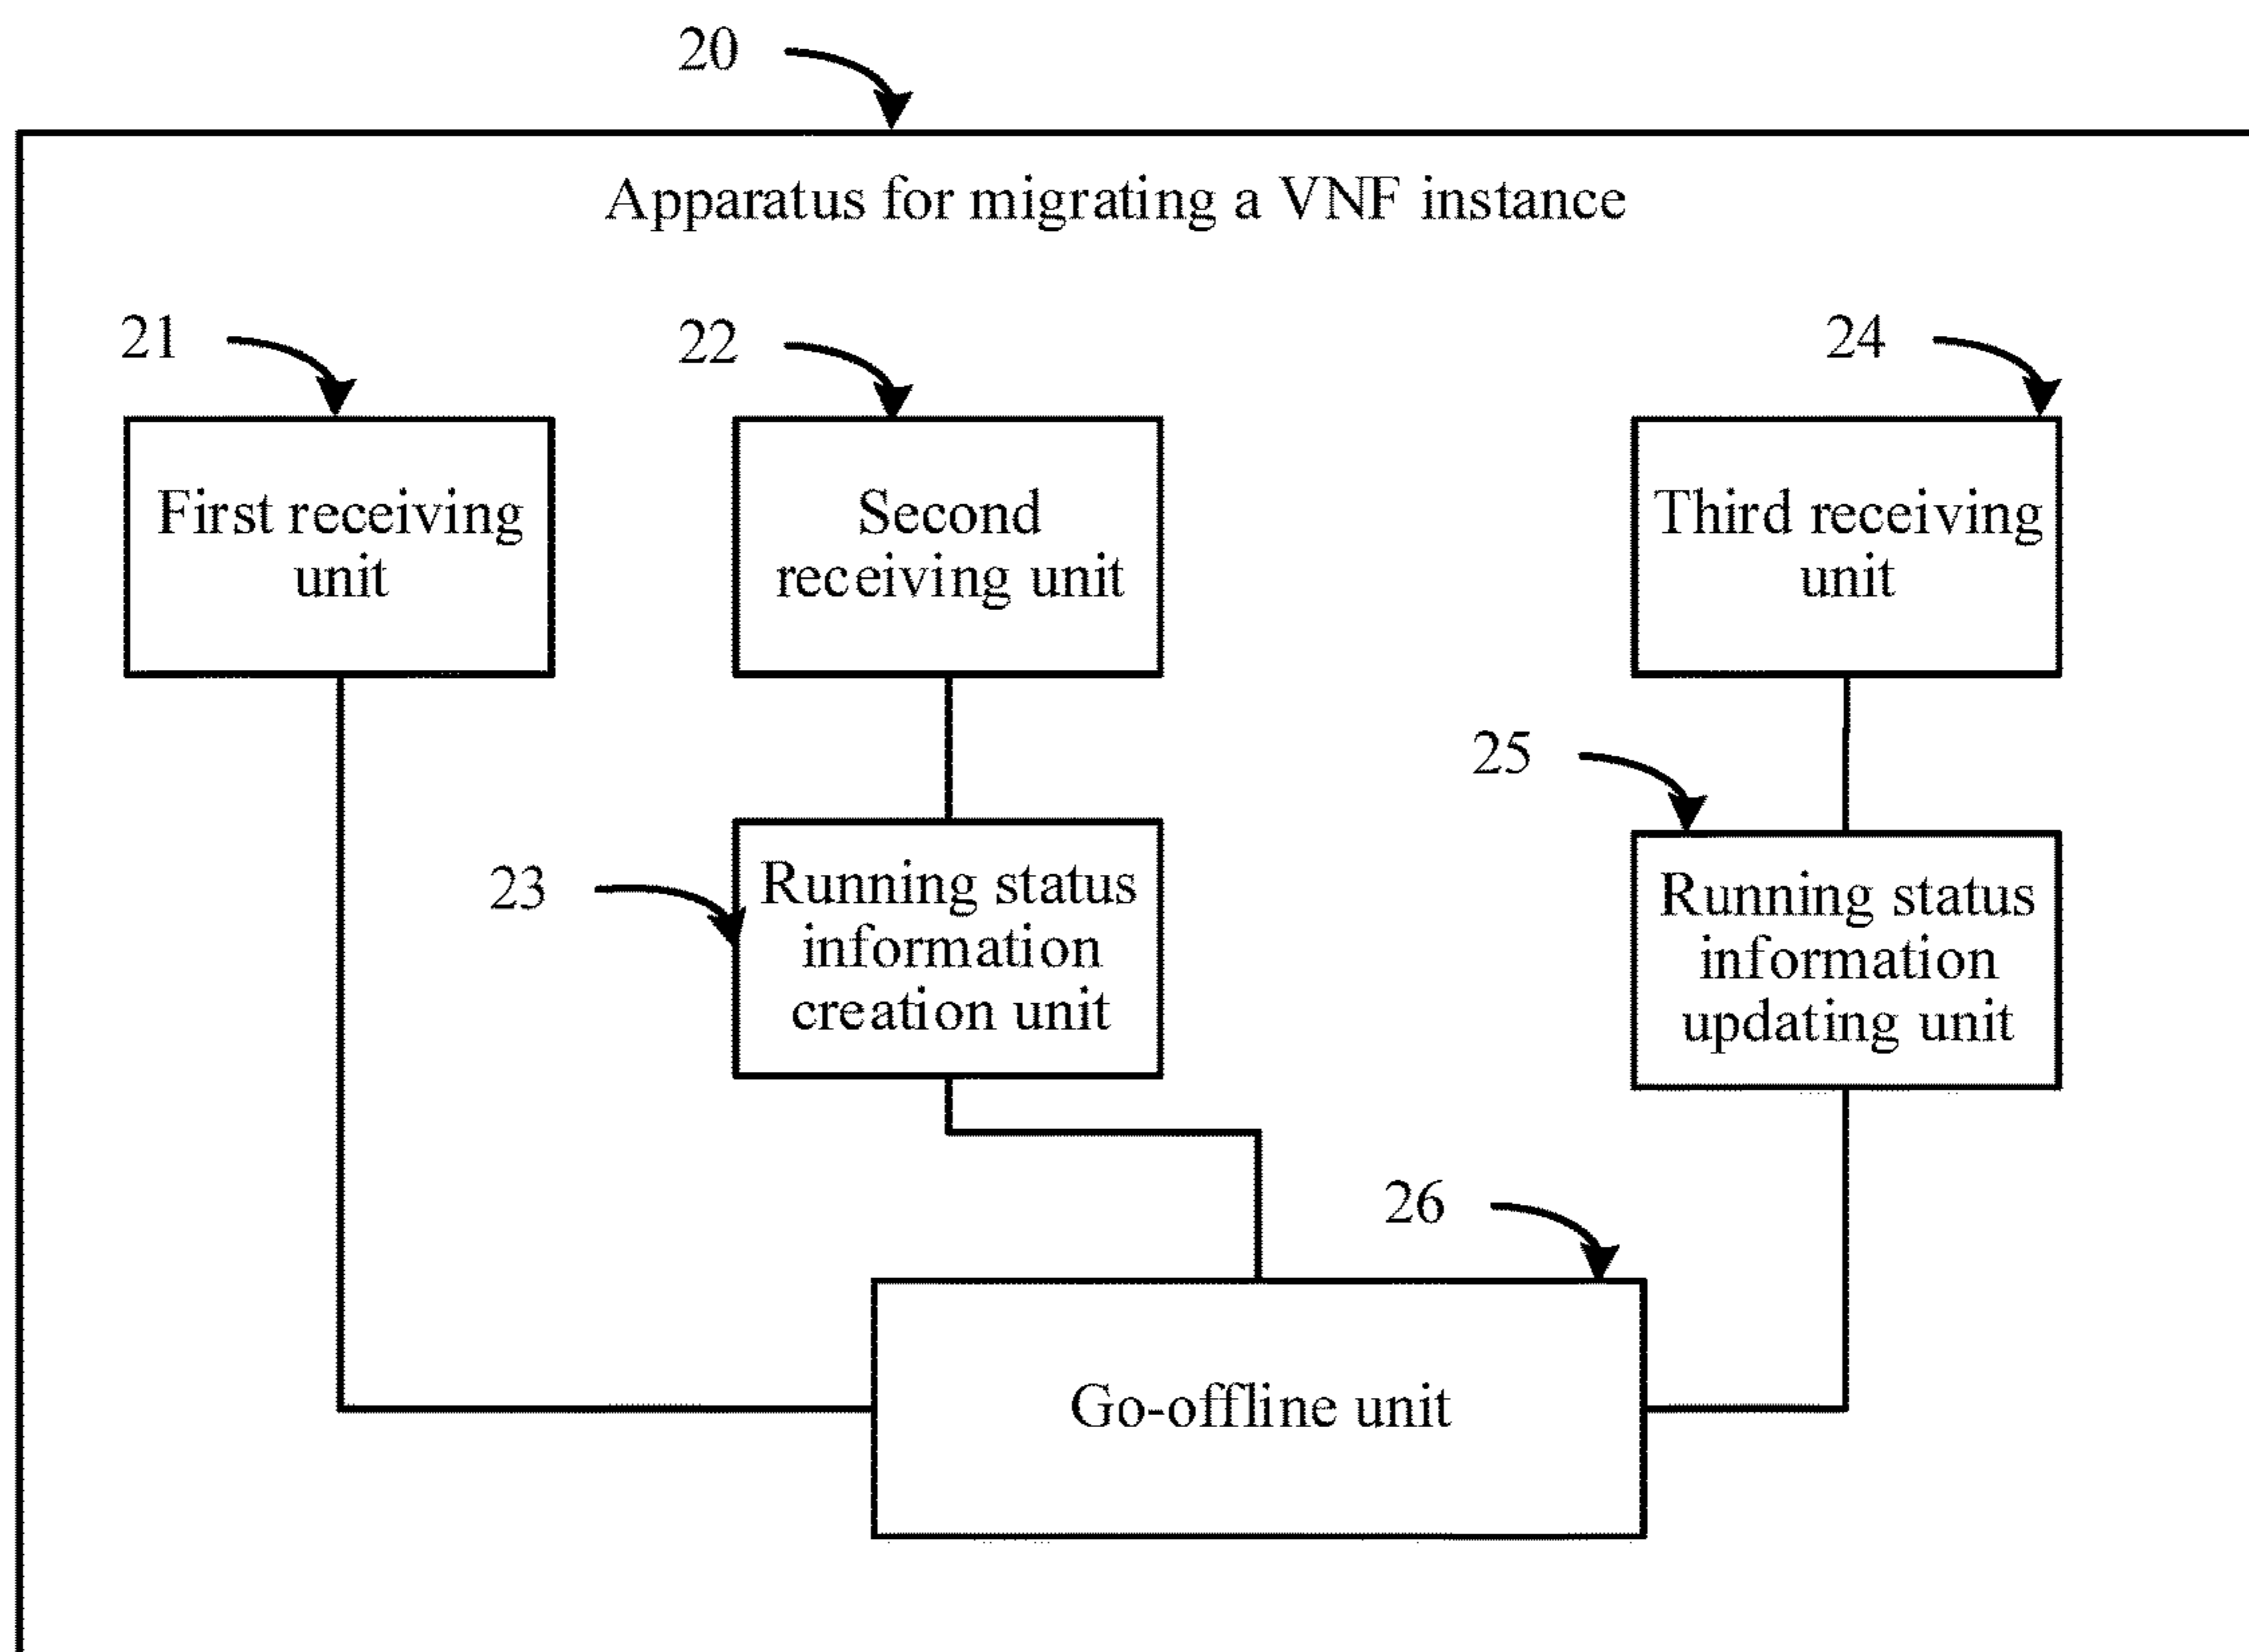 20
Apparatus for migrating a VNF instance
21
22
24
First receiving
unit
Second
receiving unit
Third receiving
unit
25
23
Running status
information
creation unit
Running status
information
updating unit
26
Go-offline unit